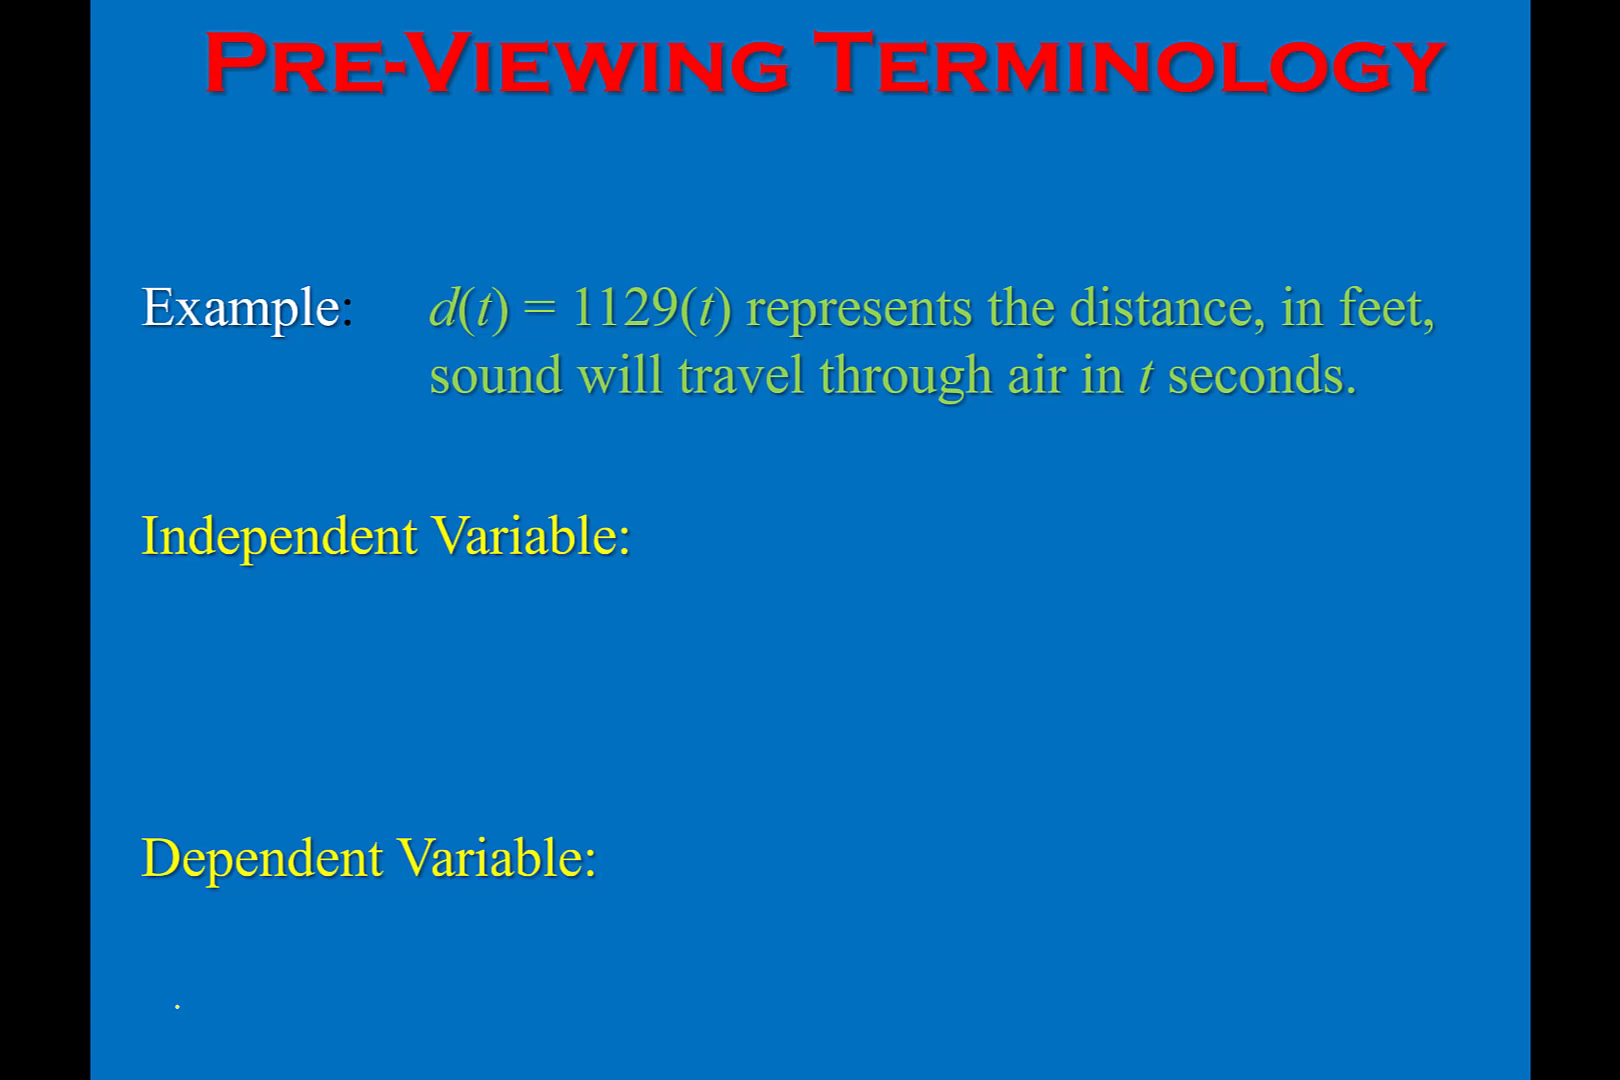 PRE-VIEWING TERMINOLOGY
Example: d(t) = 1129(t) represents the distance, in feet,
sound will travel through air in t seconds.
Independent Variable:
Dependent Variable:
.